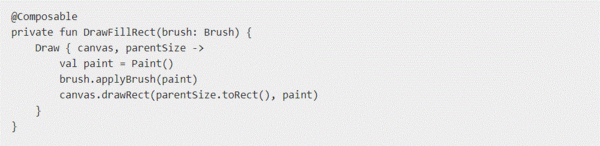 @Composable
private fun DrawFillRect(brush: Brush) {
    Draw { canvas, parentSize ->
        val paint = Paint()
        brush.applyBrush(paint)
        canvas.drawRect(parentSize.toRect(), paint)
    }
}